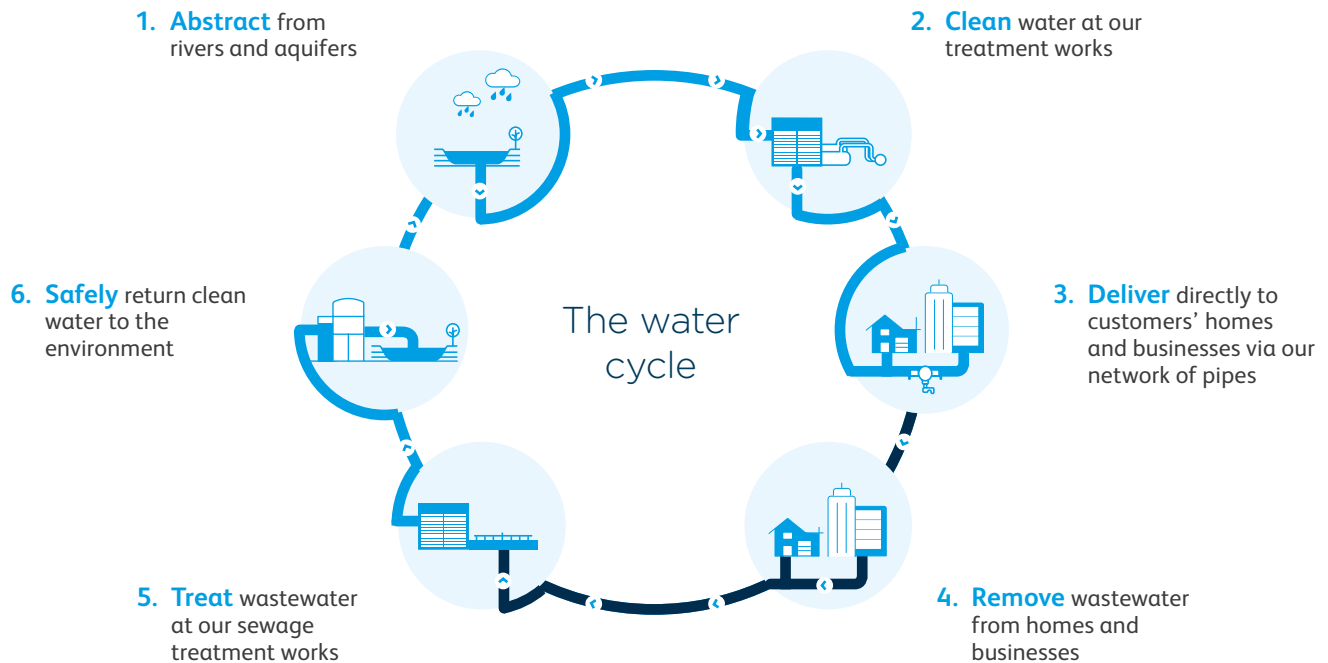 1. Abstract from
rivers and aquifers
2. Clean water at our
treatment works
3. Deliver directly to
customers’ homes
and businesses via our
network of pipes
4. Remove wastewater
from homes and
businesses
5. Treat wastewater
at our sewage
treatment works
6. Safely return clean
water to the
environment
The water
cycle